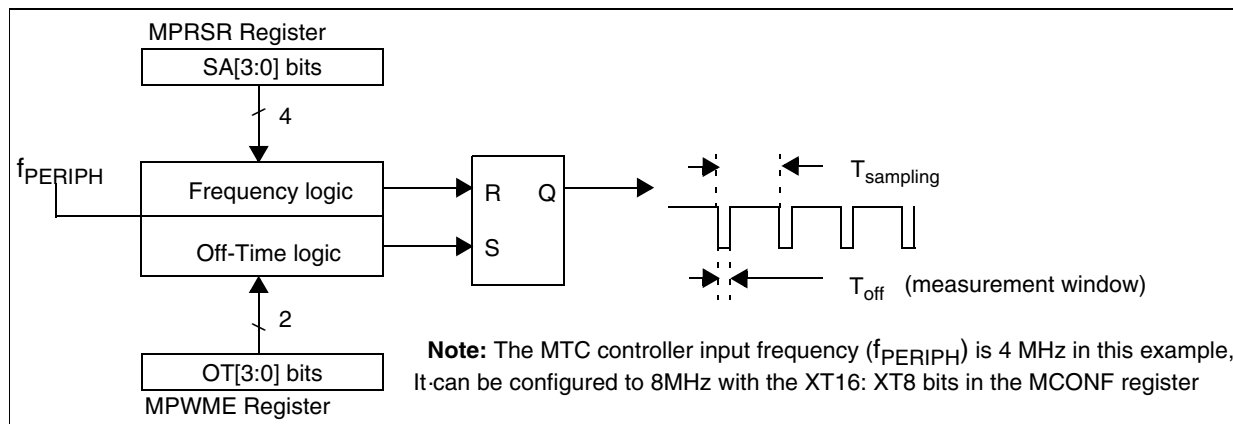 MPRSR Register
SA[3:0] bits
4
fPERIPH
Frequency logic
Off-Time logic
R Q
S
Tsampling
Toff (measurement window)
2
OT[3:0] bits
MPWME Register
Note: The MTC controller input frequency (fPERIPH) is 4 MHz in this example,
It·can be configured to 8MHz with the XT16: XT8 bits in the MCONF register